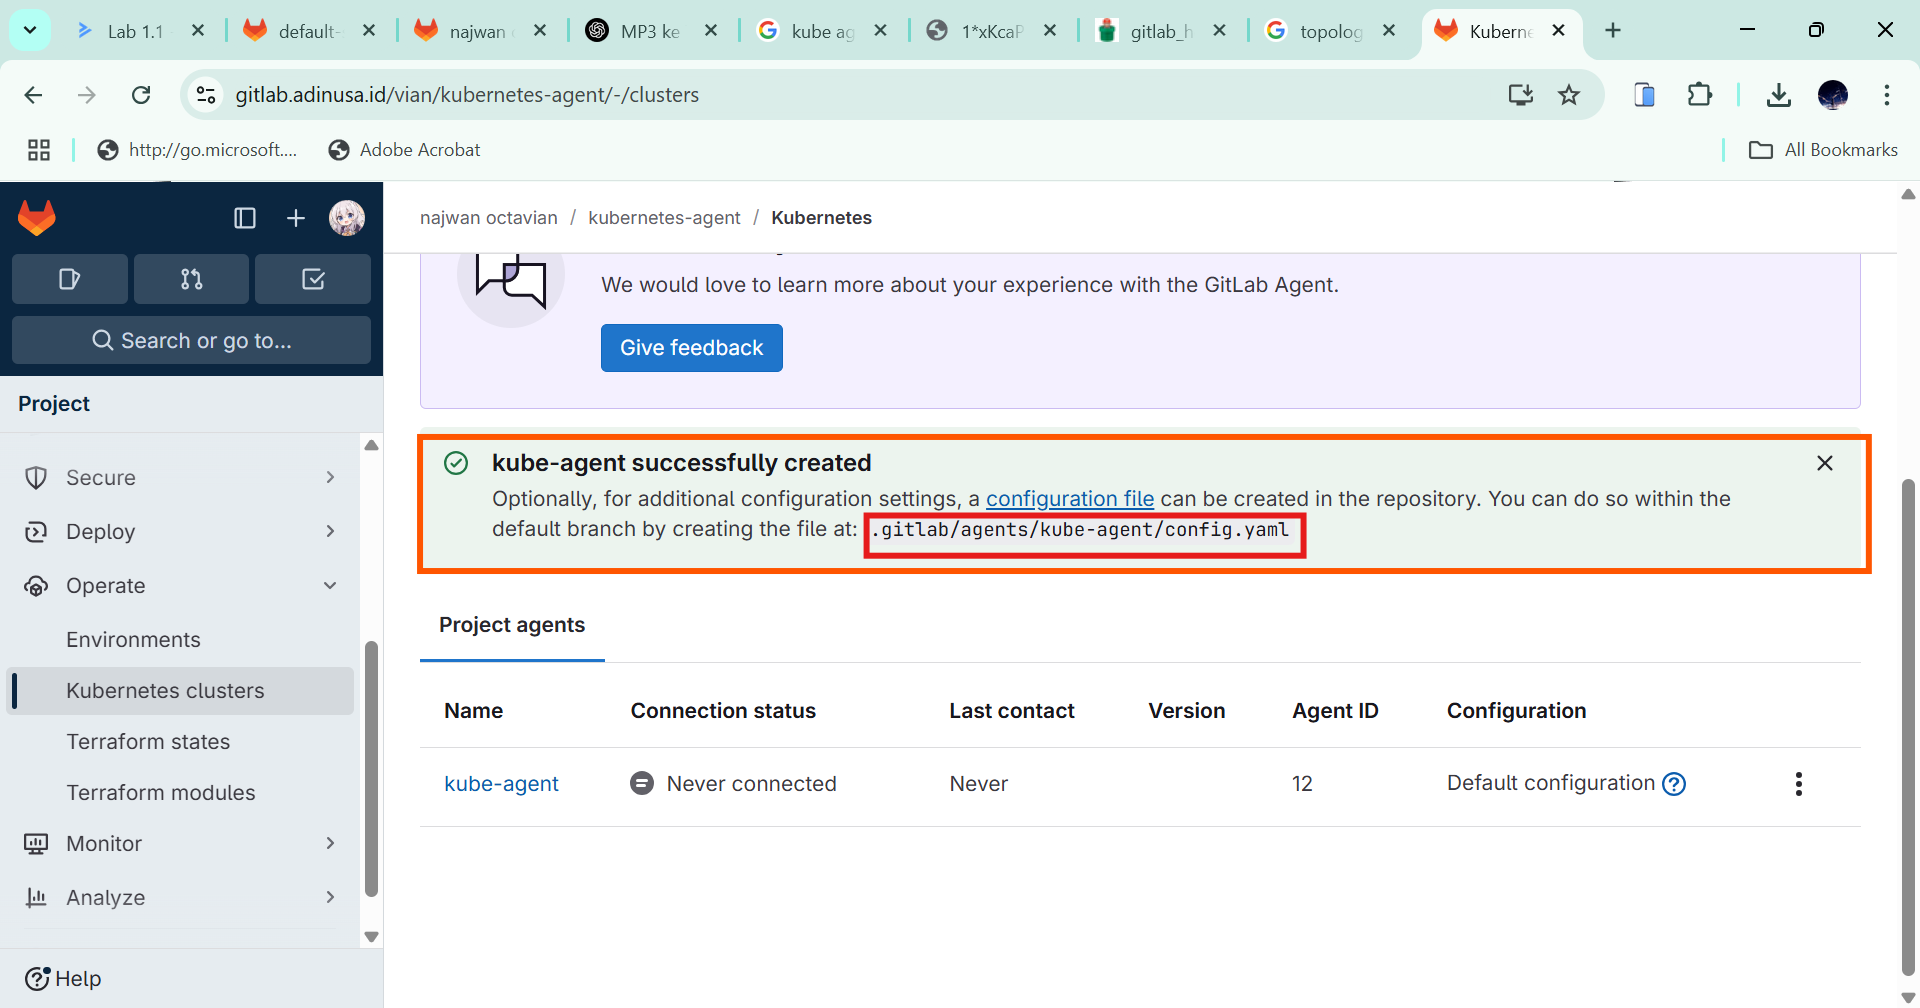 Lab 1.1
default-
najwan
MP3 ke
kube ag
1*xKcaP
gitlab_h
topolog
Kuberne
gitlab.adinusa.id/vian/kubernetes-agent/-/clusters
http://go.microsoft....
Adobe Acrobat
All Bookmarks
najwan octavian / kubernetes-agent / Kubernetes
Search or go to...
Project
Secure
Deploy
Operate
Environments
Kubernetes clusters
Terraform states
Terraform modules
Monitor
Analyze
Help
We would love to learn more about your experience with the GitLab Agent.
Give feedback
kube-agent successfully created
Optionally, for additional configuration settings, a configuration file can be created in the repository. You can do so within the
default branch by creating the file at: .gitlab/agents/kube-agent/config.yaml
Project agents
Name Connection status Last contact Version Agent ID Configuration
kube-agent Never connected Never 12 Default configuration